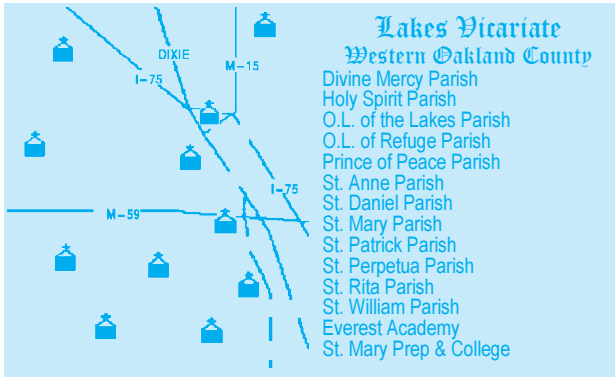 Lakes Vicariate
Western Oakland County
Divine Mercy Parish
Holy Spirit Parish
O.L. of the Lakes Parish
O.L. of Refuge Parish
Prince of Peace Parish
St. Anne Parish
St. Daniel Parish
St. Mary Parish
St. Patrick Parish
St. Perpetua Parish
St. Rita Parish
St. William Parish
Everest Academy
St. Mary Prep & College
DIXIE
M-15
I-75
I-75
M-59